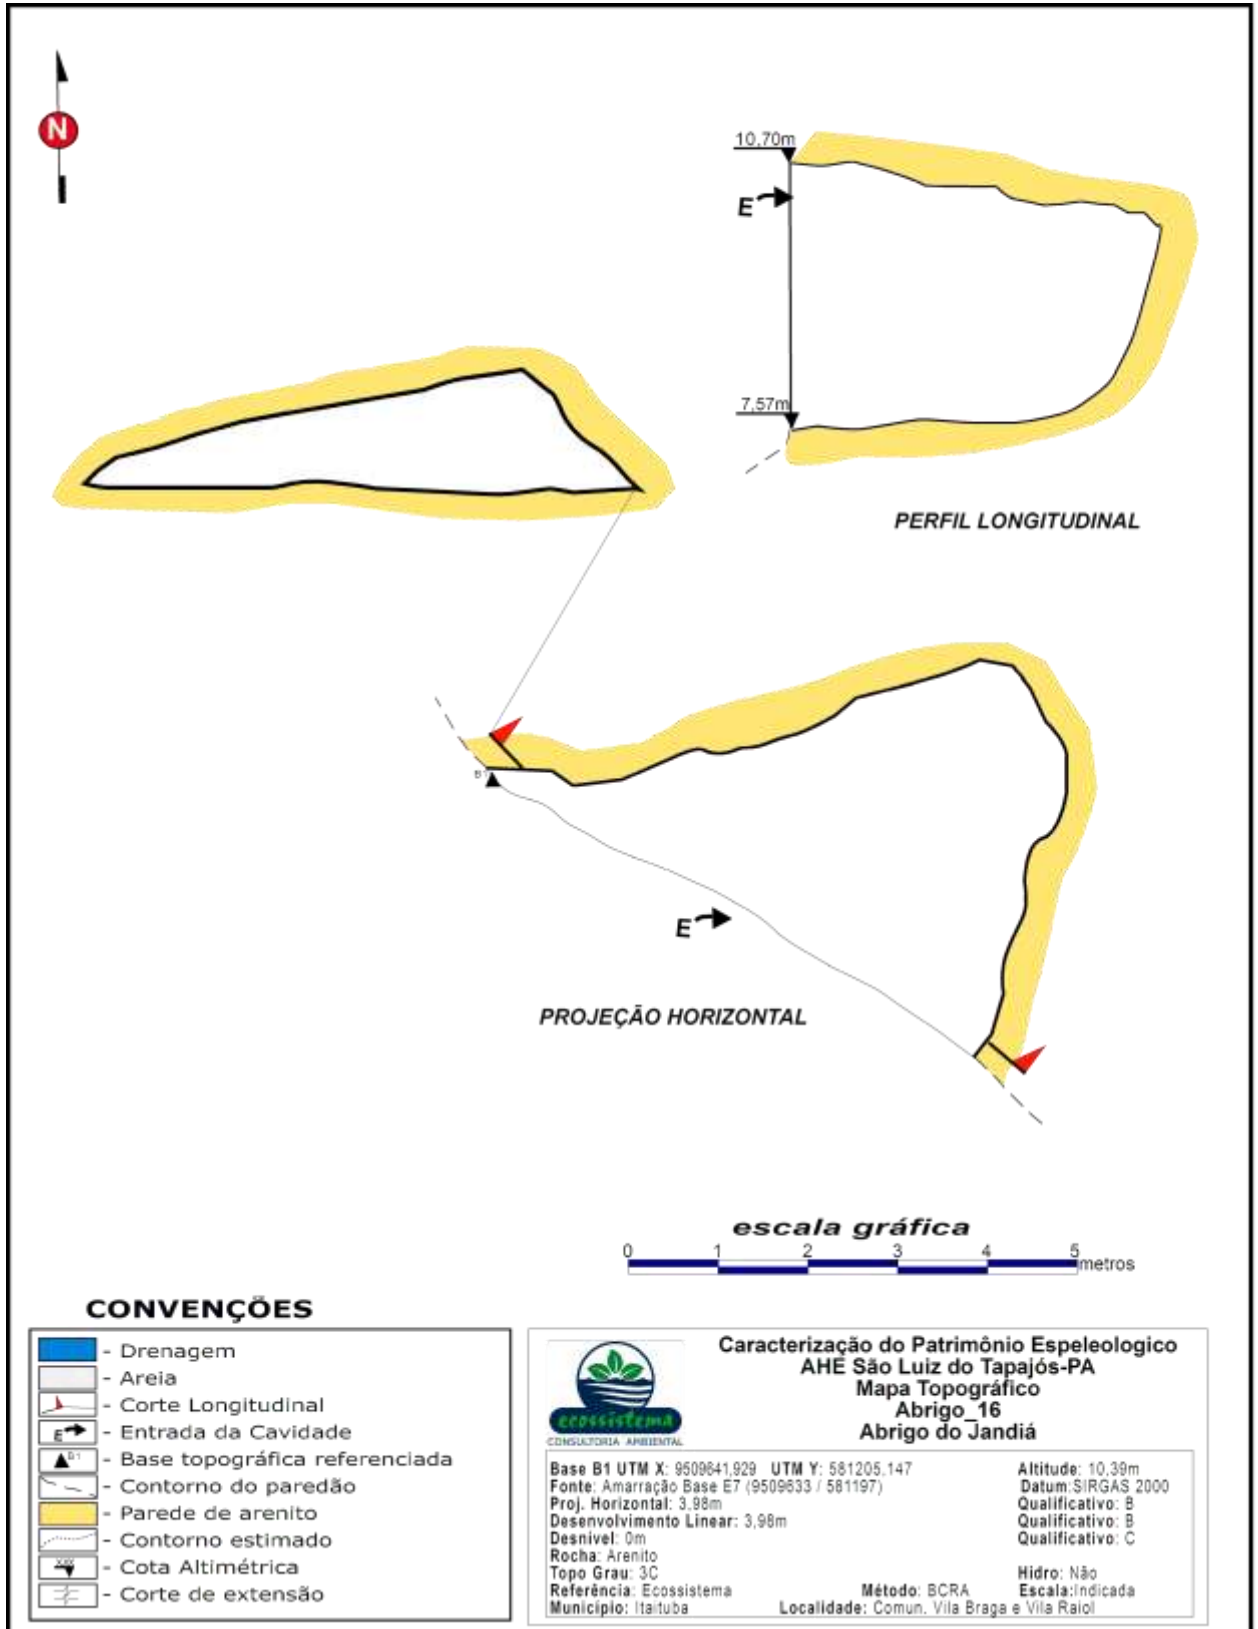 N
10,70m
E
7,57m
PERFIL LONGITUDINAL
B1
E
PROJEÇÃO HORIZONTAL
escala gráfica
0 1 2 3 4 5
metros
CONVENÇÕES
- Drenagem
- Areia
- Corte Longitudinal
E - Entrada da Cavidade
B1 - Base topográfica referenciada
- Contorno do paredão
- Parede de arenito
- Contorno estimado
XXX - Cota Altimétrica
- Corte de extensão
ecossistema
CONSULTORIA AMBIENTAL
Caracterização do Patrimônio Espeleologico
AHE São Luiz do Tapajós-PA
Mapa Topográfico
Abrigo_16
Abrigo do Jandiá
Base B1 UTM X: 9509641,929 UTM Y: 581205,147 Altitude: 10,39m
Fonte: Amarração Base E7 (9509633 / 581197) Datum:SIRGAS 2000
Proj. Horizontal: 3,98m Qualificativo: B
Desenvolvimento Linear: 3,98m Qualificativo: B
Desnível: 0m Qualificativo: C
Rocha: Arenito
Topo Grau: 3C Hidro: Não
Referência: Ecossistema Método: BCRA Escala:Indicada
Município: Itaituba Localidade: Comun. Vila Braga e Vila Raiol